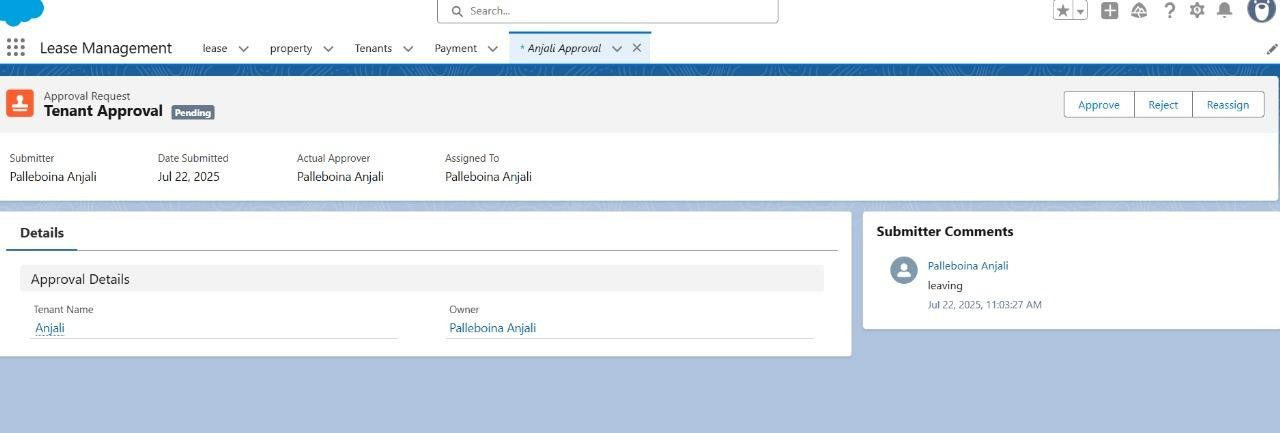 Search...
Lease Management
lease
property
Tenants
Payment
* Anjali Approval
Approval Request
Tenant Approval Pending
Approve
Reject
Reassign
Submitter
Date Submitted
Actual Approver
Assigned To
Palleboina Anjali
Jul 22, 2025
Palleboina Anjali
Palleboina Anjali
Details
Approval Details
Tenant Name
Owner
Anjali
Palleboina Anjali
Submitter Comments
Palleboina Anjali
leaving
Jul 22, 2025, 11:03:27 AM